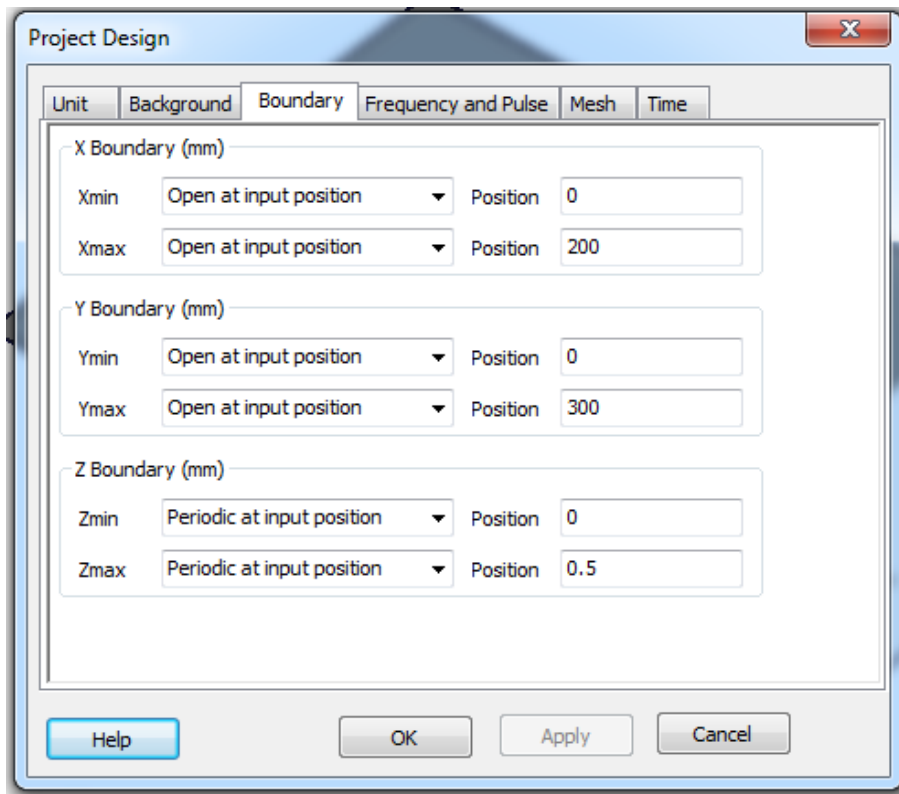 Project Design
Unit Background Boundary Frequency and Pulse Mesh Time
X Boundary (mm)
Xmin Open at input position Position 0
Xmax Open at input position Position 200
Y Boundary (mm)
Ymin Open at input position Position 0
Ymax Open at input position Position 300
Z Boundary (mm)
Zmin Periodic at input position Position 0
Zmax Periodic at input position Position 0.5
Help OK Apply Cancel